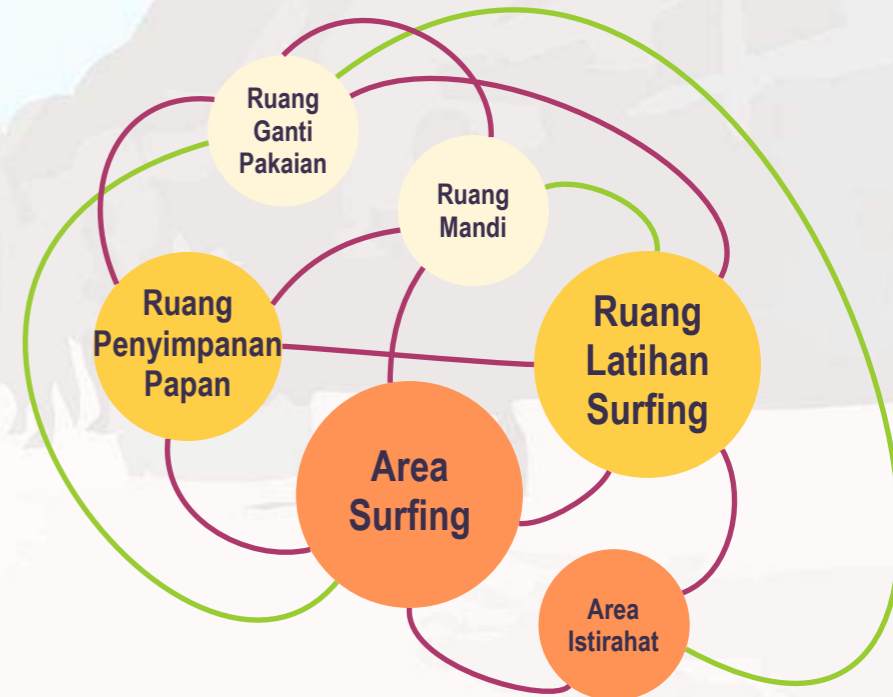 Ruang
Ganti
Pakaian
Ruang
Mandi
Ruang
Penyimpanan
Papan
Ruang
Latihan
Surfing
Area
Surfing
Area
Istirahat